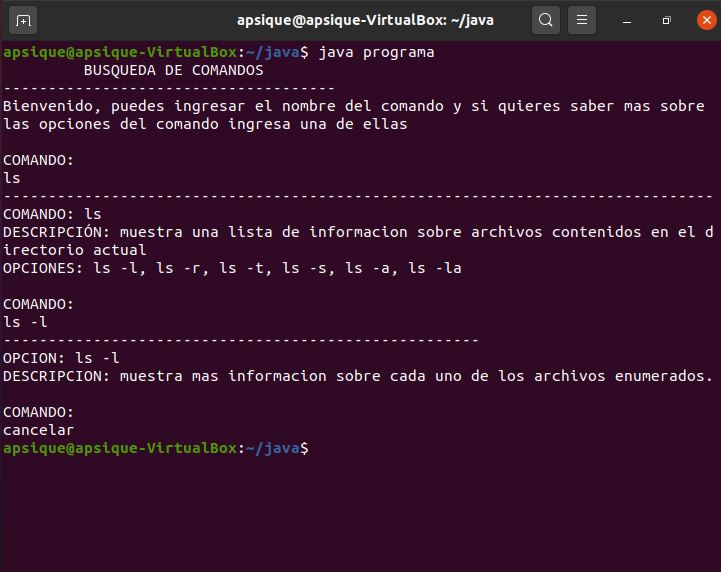 apsique@apsique-VirtualBox: ~/java
apsique@apsique-VirtualBox:~/java$ java programa
BUSQUEDA DE COMANDOS
-------------------------------------
Bienvenido, puedes ingresar el nombre del comando y si quieres saber mas sobre
las opciones del comando ingresa una de ellas
COMANDO:
ls
-------------------------------------------------------------------------------
COMANDO: ls
DESCRIPCIÓN: muestra una lista de informacion sobre archivos contenidos en el d
irectorio actual
OPCIONES: ls -l, ls -r, ls -t, ls -s, ls -a, ls -la
COMANDO:
ls -l
-----------------------------------------------------
OPCION: ls -l
DESCRIPCION: muestra mas informacion sobre cada uno de los archivos enumerados.
COMANDO:
cancelar
apsique@apsique-VirtualBox:~/java$